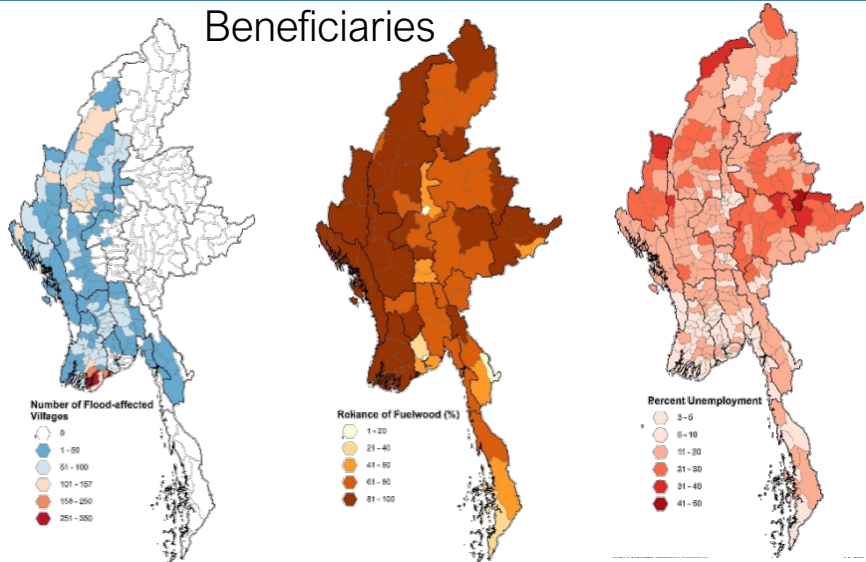 Beneficiaries
Number of Flood-affected
Villages
0
1 - 50
51 - 100
101 - 157
158 - 250
251 - 350
Reliance of Fuelwood (%)
1 - 20
21 - 40
41 - 60
61 - 80
81 - 100
Percent Unemployment
3 - 5
6 - 10
11 - 20
21 - 30
31 - 40
41 - 50